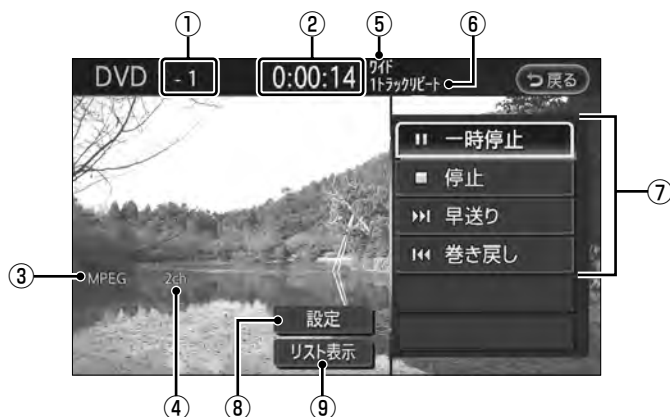 ① ② ⑤ ⑥
DVD -1 0:00:14 ワイド
1トラックリピート
戻る
一時停止
停止
早送り
巻き戻し
⑦
③ MPEG 2ch
設定
リスト表示
④ ⑧ ⑨